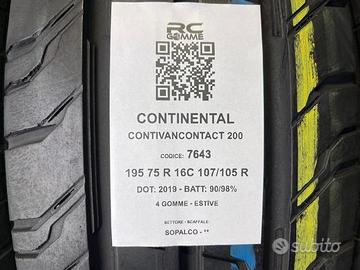 RC
GOMME
CONTINENTAL
CONTIVANCONTACT 200
CODICE: 7643
195 75 R 16C 107/105 R
DOT: 2019 - BATT: 90/98%
4 GOMME - ESTIVE
SETTORE - SCAFFALE:
SOPALCO - **
subito